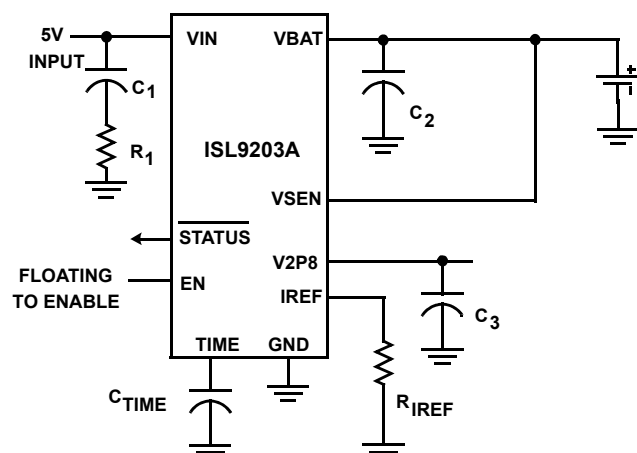 5V
INPUT
VIN
VBAT
C1
C2
+
R1
ISL9203A
VSEN
STATUS
V2P8
FLOATING
TO ENABLE
EN
IREF
C3
TIME
GND
CTIME
RIREF